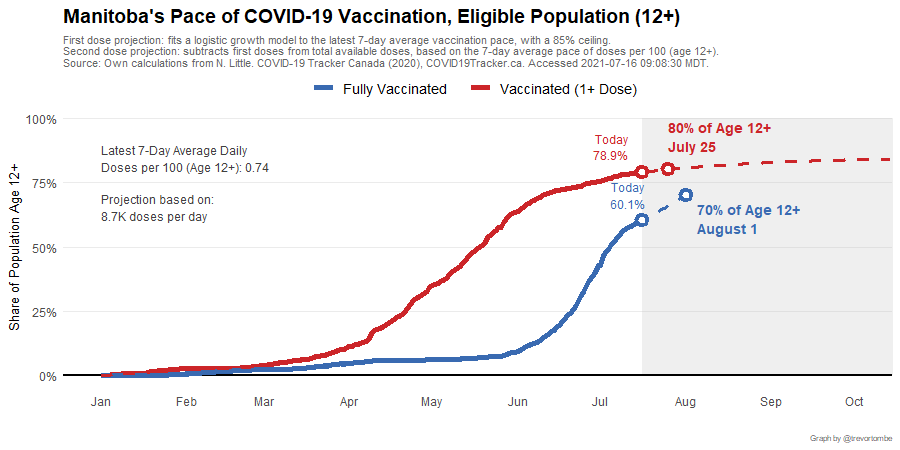 Manitoba's Pace of COVID-19 Vaccination, Eligible Population (12+)
First dose projection: fits a logistic growth model to the latest 7-day average vaccination pace, with a 85% ceiling.
Second dose projection: subtracts first doses from total available doses, based on the 7-day average pace of doses per 100 (age 12+).
Source: Own calculations from N. Little. COVID-19 Tracker Canada (2020), COVID19Tracker.ca. Accessed 2021-07-16 09:08:30 MDT.
Fully Vaccinated
Vaccinated (1+ Dose)
Share of Population Age 12+
100%
75%
50%
25%
0%
Latest 7-Day Average Daily
Doses per 100 (Age 12+): 0.74
Projection based on:
8.7K doses per day
Today
78.9%
80% of Age 12+
July 25
Today
60.1%
70% of Age 12+
August 1
Jan Feb Mar Apr May Jun Jul Aug Sep Oct
Graph by @trevortombe